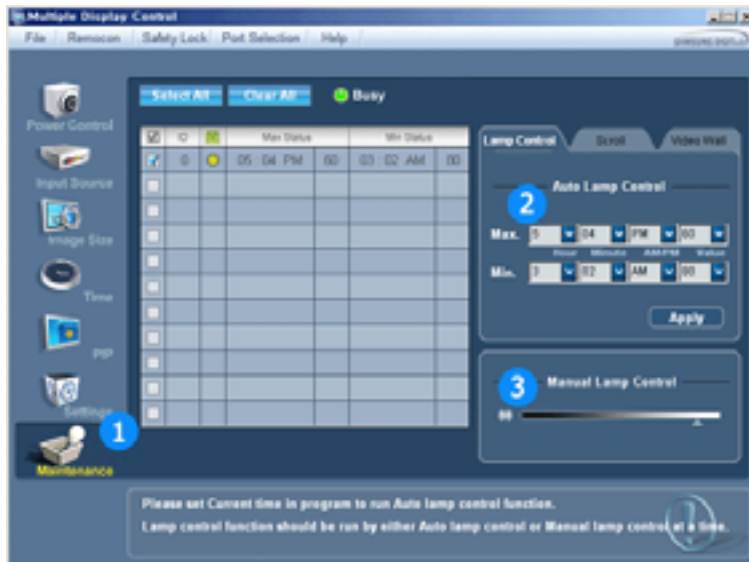 Multiple Display Control
File Remocon Safety Lock Port Selection Help
Select All Clear All Busy
Power Control
ID Max Status Min Status
0 05 : 04 PM 60 03 : 02 AM
Lamp Control Scroll Video Wall
Input Source
Auto Lamp Control
2
Image Size
Max. 5 04 PM 60
Hour Minute AM/PM Value
Min. 3 02 AM
Time
Apply
PIP
3 Manual Lamp Control
Settings
1
Maintenance
Please set Current time in program to run Auto lamp control function.
Lamp control function should be run by either Auto lamp control or Manual lamp control at a time.